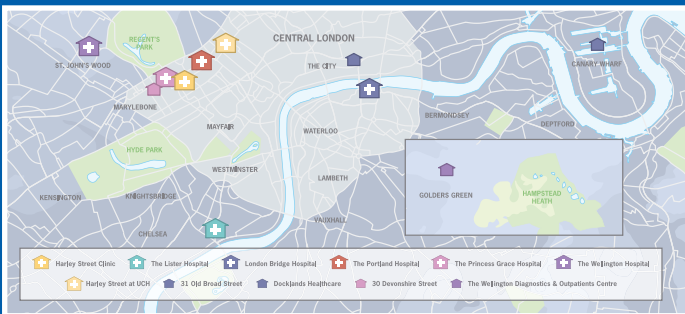 CENTRAL LONDON
REGENT'S
PARK
ST. JOHN'S WOOD
THE CITY
CANARY WHARF
MARYLEBONE
BERMONDSEY
DEPTFORD
MAYFAIR
WATERLOO
HYDE PARK
WESTMINSTER
LAMBETH
KENSINGTON
KNIGHTSBRIDGE
GOLDERS GREEN
HAMPSTEAD
HEATH
VAUXHALL
CHELSEA
Harley Street Clinic
The Lister Hospital
London Bridge Hospital
The Portland Hospital
The Princess Grace Hospital
The Wellington Hospital
Harley Street at UCH
31 Old Broad Street
Docklands Healthcare
30 Devonshire Street
The Wellington Diagnostics & Outpatients Centre